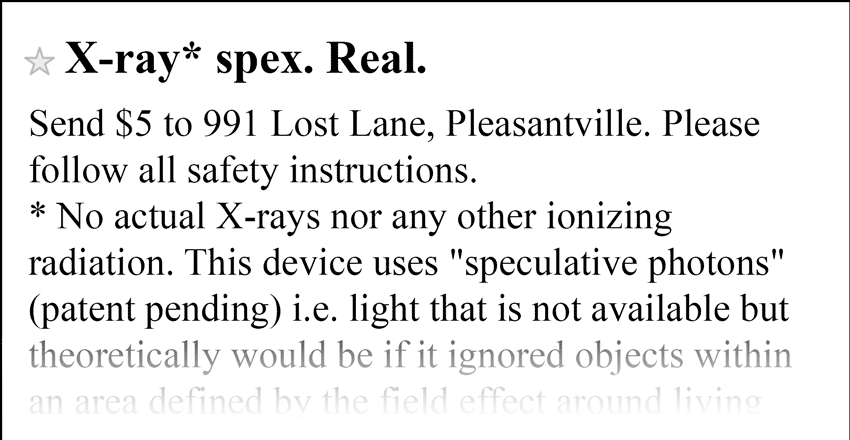 X-ray* spex. Real.
Send $5 to 991 Lost Lane, Pleasantville. Please
follow all safety instructions.
* No actual X-rays nor any other ionizing
radiation. This device uses "speculative photons"
(patent pending) i.e. light that is not available but
theoretically would be if it ignored objects within
an area defined by the field effect around living